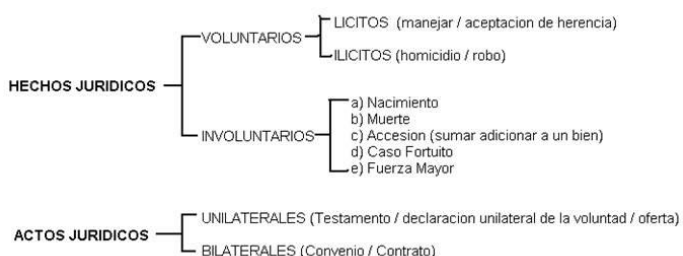 LICITOS (manejar / aceptacion de herencia)
VOLUNTARIOS
ILICITOS (homicidio / robo)
HECHOS JURIDICOS
a) Nacimiento
b) Muerte
INVOLUNTARIOS
c) Accesion (sumar adicionar a un bien)
d) Caso Fortuito
e) Fuerza Mayor
UNILATERALES (Testamento / declaracion unilateral de la voluntad / oferta)
ACTOS JURIDICOS
BILATERALES (Convenio / Contrato)